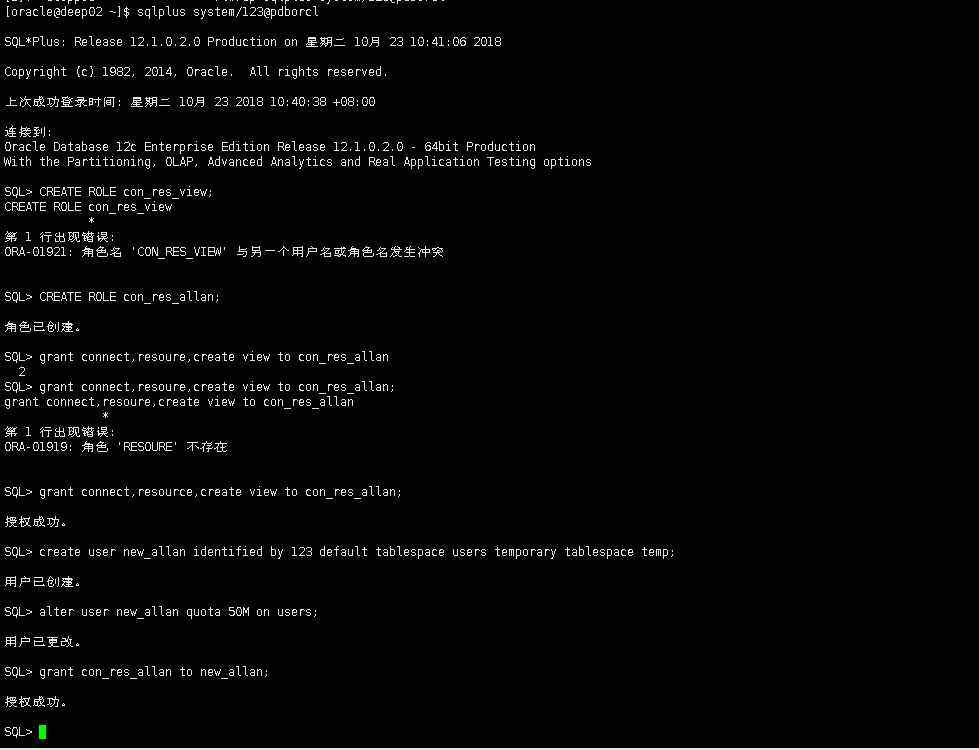 [oracle@deep02 ~]$ sqlplus system/123@pdborcl
SQL*Plus: Release 12.1.0.2.0 Production on 星期二 10月 23 10:41:06 2018
Copyright (c) 1982, 2014, Oracle.  All rights reserved.
上次成功登录时间: 星期二 10月 23 2018 10:40:38 +08:00
连接到:
Oracle Database 12c Enterprise Edition Release 12.1.0.2.0 - 64bit Production
With the Partitioning, OLAP, Advanced Analytics and Real Application Testing options
SQL> CREATE ROLE con_res_view;
CREATE ROLE con_res_view
*
第 1 行出现错误:
ORA-01921: 角色名 'CON_RES_VIEW' 与另一个用户名或角色名发生冲突
SQL> CREATE ROLE con_res_allan;
角色已创建。
SQL> grant connect,resoure,create view to con_res_allan
2
SQL> grant connect,resoure,create view to con_res_allan;
grant connect,resoure,create view to con_res_allan
*
第 1 行出现错误:
ORA-01919: 角色 'RESOURE' 不存在
SQL> grant connect,resource,create view to con_res_allan;
授权成功。
SQL> create user new_allan identified by 123 default tablespace users temporary tablespace temp;
用户已创建。
SQL> alter user new_allan quota 50M on users;
用户已更改。
SQL> grant con_res_allan to new_allan;
授权成功。
SQL>